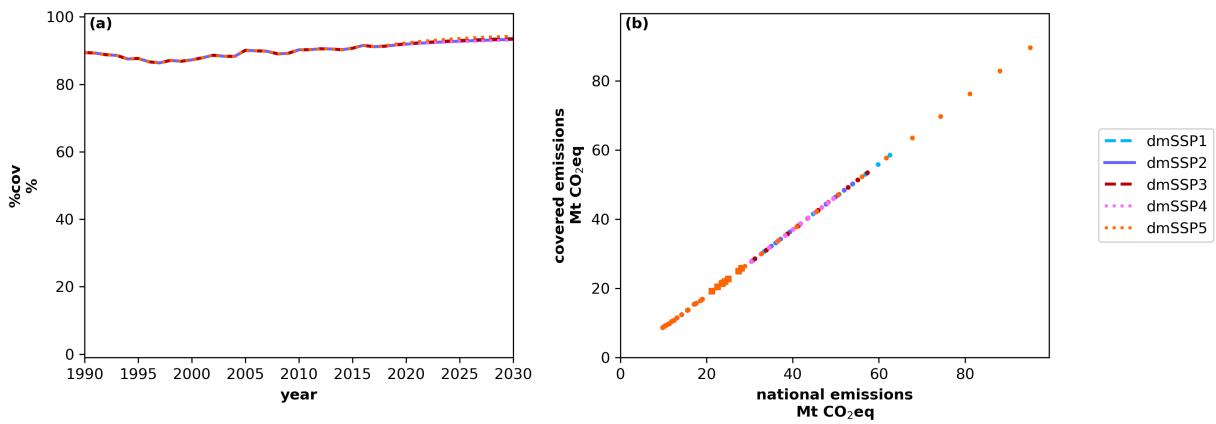 (a)
100
80
60
40
20
0
%cov
%
1990 1995 2000 2005 2010 2015 2020 2025 2030
year
(b)
80
60
40
20
0
covered emissions
Mt CO₂eq
0 20 40 60 80
national emissions
Mt CO₂eq
dmSSP1
dmSSP2
dmSSP3
dmSSP4
dmSSP5